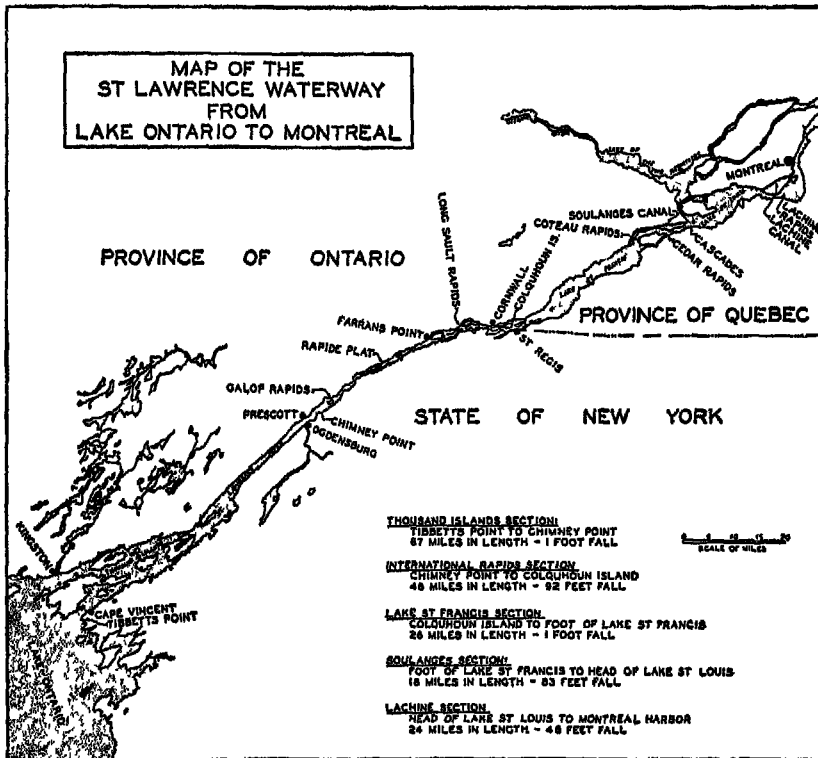 MAP OF THE
ST LAWRENCE WATERWAY
FROM
LAKE ONTARIO TO MONTREAL
MONTREAL
LACHINE
RAPIDS
LACHINE
CANAL
SOULANGES CANAL
COTEAU RAPIDS
CASCADES
CEDAR RAPIDS
PROVINCE OF ONTARIO
LONG SAULT RAPIDS
CORNWALL
COLQUHOUN IS.
PROVINCE OF QUEBEC
ST REGIS
FARRANS POINT
RAPIDE PLAT
GALOP RAPIDS
PRESCOTT
CHIMNEY POINT
OGDENSBURG
STATE OF NEW YORK
KINGSTON
CAPE VINCENT
TIBBETTS POINT
ONTARIO
THOUSAND ISLANDS SECTION:
TIBBETTS POINT TO CHIMNEY POINT
67 MILES IN LENGTH - 1 FOOT FALL
SCALE OF MILES
INTERNATIONAL RAPIDS SECTION
CHIMNEY POINT TO COLQUHOUN ISLAND
48 MILES IN LENGTH - 92 FEET FALL
LAKE ST FRANCIS SECTION
COLQUHOUN ISLAND TO FOOT OF LAKE ST FRANCIS
26 MILES IN LENGTH - 1 FOOT FALL
SOULANGES SECTION:
FOOT OF LAKE ST FRANCIS TO HEAD OF LAKE ST LOUIS
18 MILES IN LENGTH - 83 FEET FALL
LACHINE SECTION
HEAD OF LAKE ST LOUIS TO MONTREAL HARBOR
24 MILES IN LENGTH - 48 FEET FALL